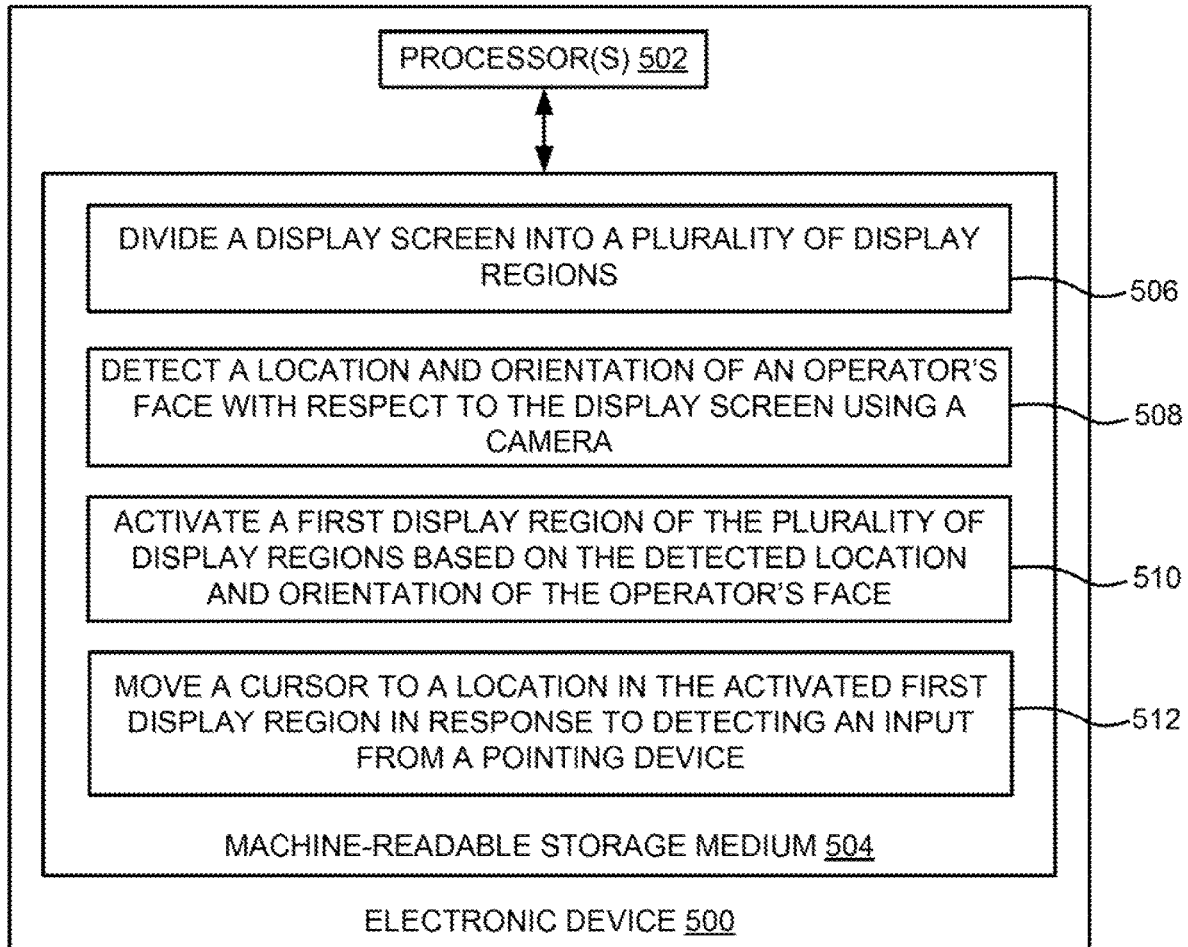 PROCESSOR(S) 502
DIVIDE A DISPLAY SCREEN INTO A PLURALITY OF DISPLAY
REGIONS
506
DETECT A LOCATION AND ORIENTATION OF AN OPERATOR'S
FACE WITH RESPECT TO THE DISPLAY SCREEN USING A
CAMERA
508
ACTIVATE A FIRST DISPLAY REGION OF THE PLURALITY OF
DISPLAY REGIONS BASED ON THE DETECTED LOCATION
AND ORIENTATION OF THE OPERATOR'S FACE
510
MOVE A CURSOR TO A LOCATION IN THE ACTIVATED FIRST
DISPLAY REGION IN RESPONSE TO DETECTING AN INPUT
FROM A POINTING DEVICE
512
MACHINE-READABLE STORAGE MEDIUM 504
ELECTRONIC DEVICE 500